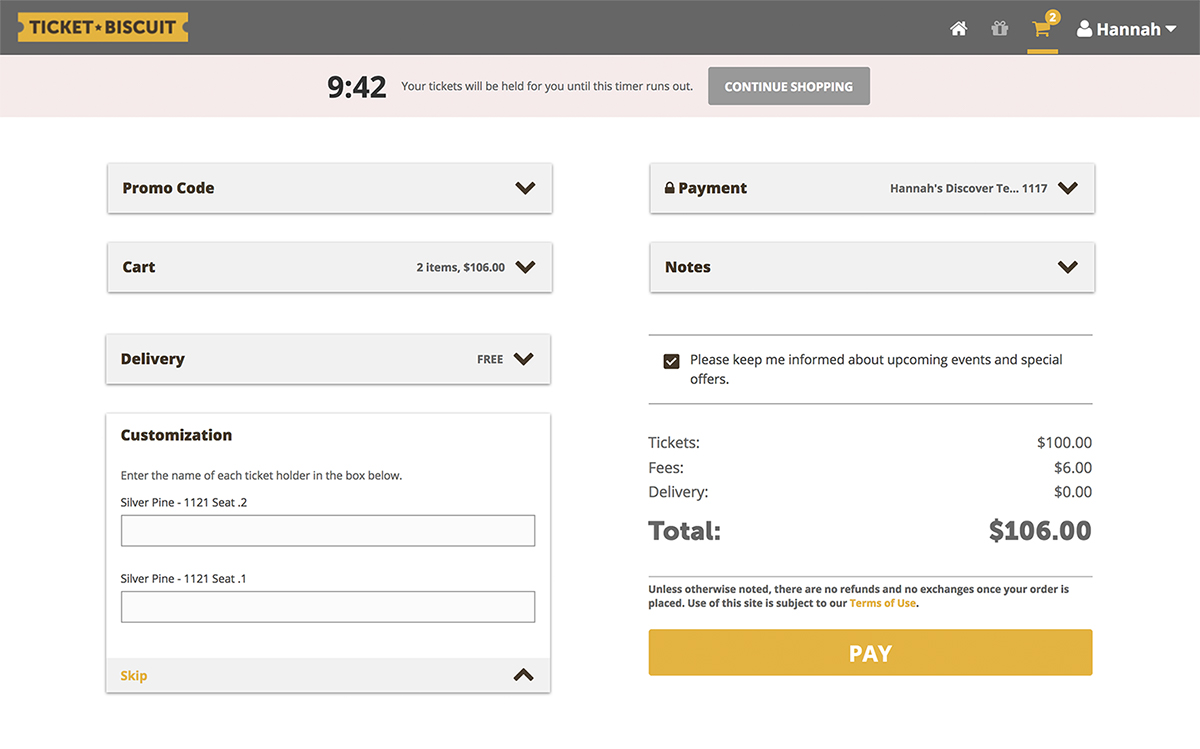 TICKET★BISCUIT
2
Hannah
9:42 Your tickets will be held for you until this timer runs out. CONTINUE SHOPPING
Promo Code
Cart 2 items, $106.00
Delivery FREE
Customization
Enter the name of each ticket holder in the box below.
Silver Pine - 1121 Seat .2
Silver Pine - 1121 Seat .1
Skip
Payment Hannah's Discover Te... 1117
Notes
Please keep me informed about upcoming events and special
offers.
Tickets: $100.00
Fees: $6.00
Delivery: $0.00
Total: $106.00
Unless otherwise noted, there are no refunds and no exchanges once your order is
placed. Use of this site is subject to our Terms of Use.
PAY